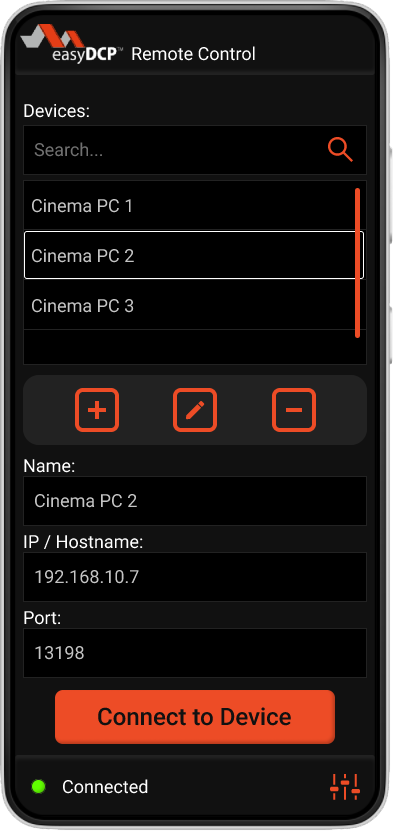 easyDCP™ Remote Control
Devices:
Search...
Cinema PC 1
Cinema PC 2
Cinema PC 3
Name:
Cinema PC 2
IP / Hostname:
192.168.10.7
Port:
13198
Connect to Device
Connected